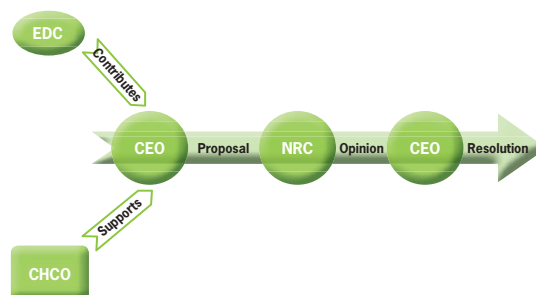 EDC
Contributes
CEO
Proposal
NRC
Opinion
CEO
Resolution
Supports
CHCO